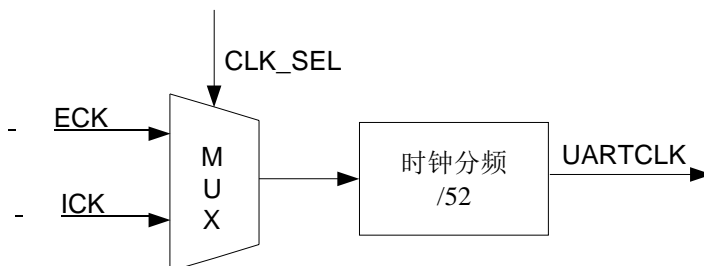 CLK_SEL
ECK
M
U
X
ICK
时钟分频
/52
UARTCLK